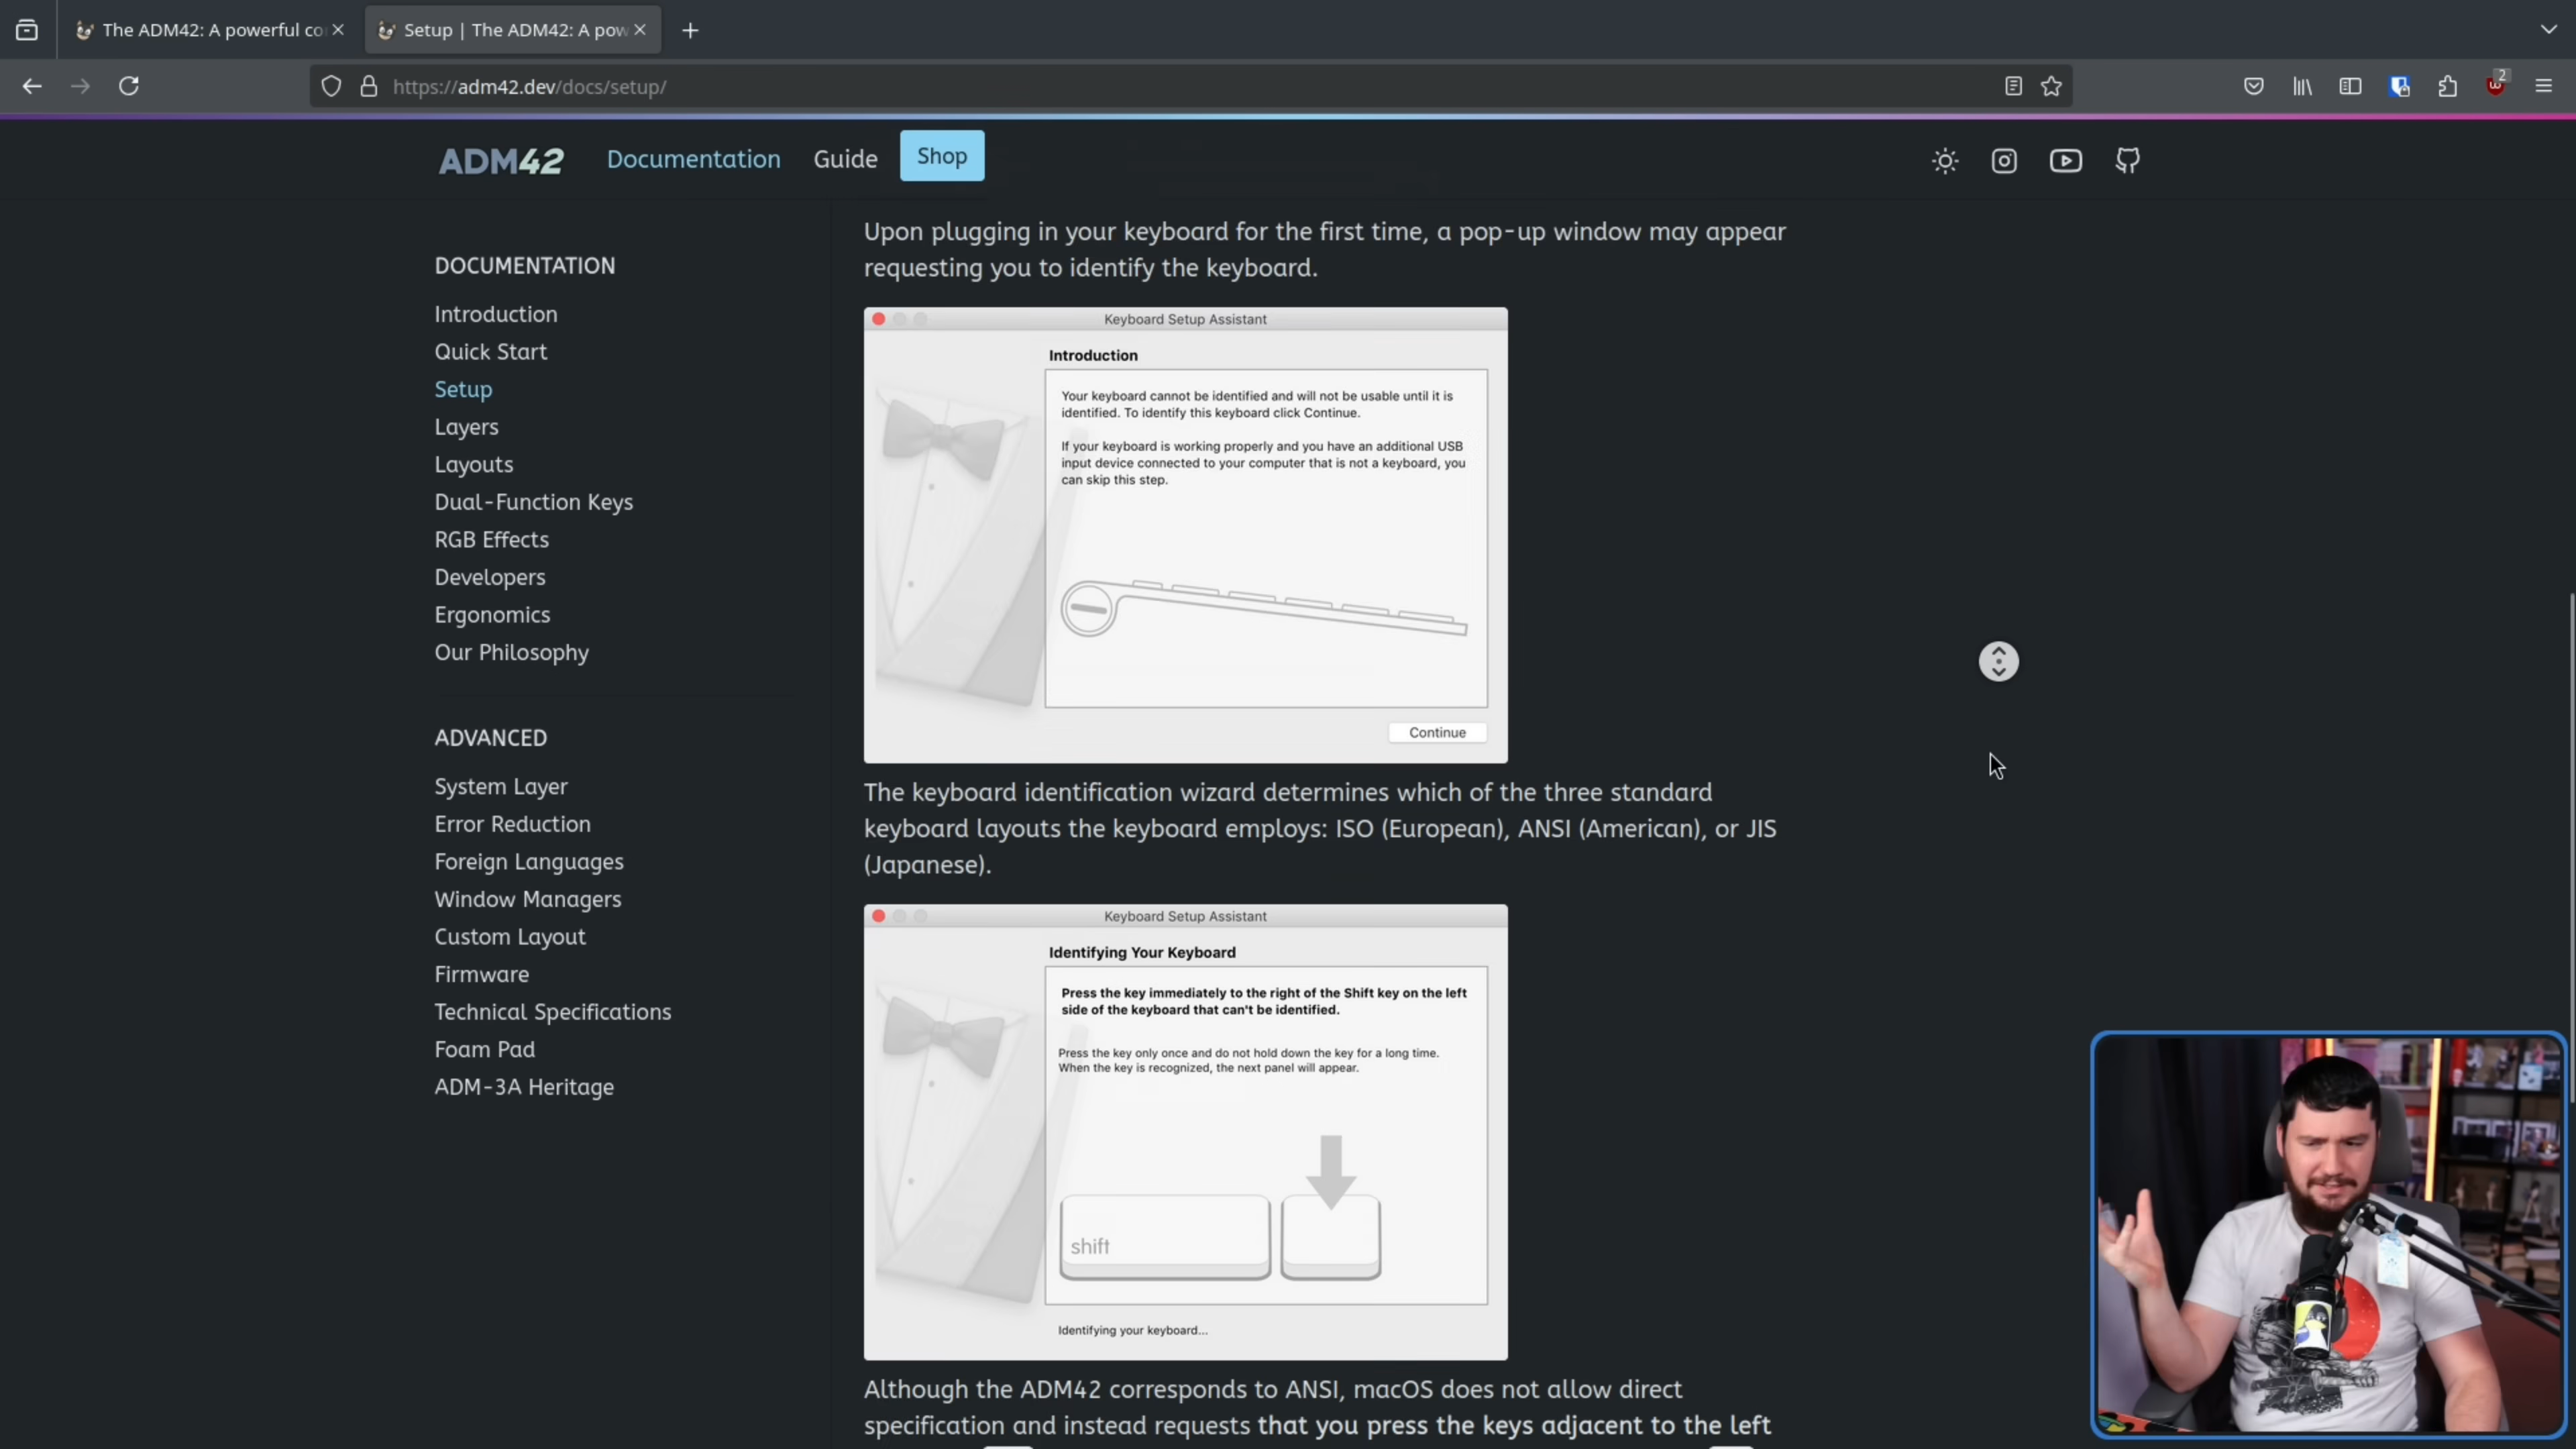 The ADM42: A powerful co
Setup | The ADM42: A pow
https://adm42.dev/docs/setup/
2
ADM42
Documentation
Guide
Shop
DOCUMENTATION
Introduction
Quick Start
Setup
Layers
Layouts
Dual-Function Keys
RGB Effects
Developers
Ergonomics
Our Philosophy
ADVANCED
System Layer
Error Reduction
Foreign Languages
Window Managers
Custom Layout
Firmware
Technical Specifications
Foam Pad
ADM-3A Heritage
Upon plugging in your keyboard for the first time, a pop-up window may appear
requesting you to identify the keyboard.
Keyboard Setup Assistant
Introduction
Your keyboard cannot be identified and will not be usable until it is
identified. To identify this keyboard click Continue.
If your keyboard is working properly and you have an additional USB
input device connected to your computer that is not a keyboard, you
can skip this step.
Continue
The keyboard identification wizard determines which of the three standard
keyboard layouts the keyboard employs: ISO (European), ANSI (American), or JIS
(Japanese).
Keyboard Setup Assistant
Identifying Your Keyboard
Press the key immediately to the right of the Shift key on the left
side of the keyboard that can't be identified.
Press the key only once and do not hold down the key for a long time.
When the key is recognized, the next panel will appear.
shift
Identifying your keyboard...
Although the ADM42 corresponds to ANSI, macOS does not allow direct
specification and instead requests that you press the keys adjacent to the left